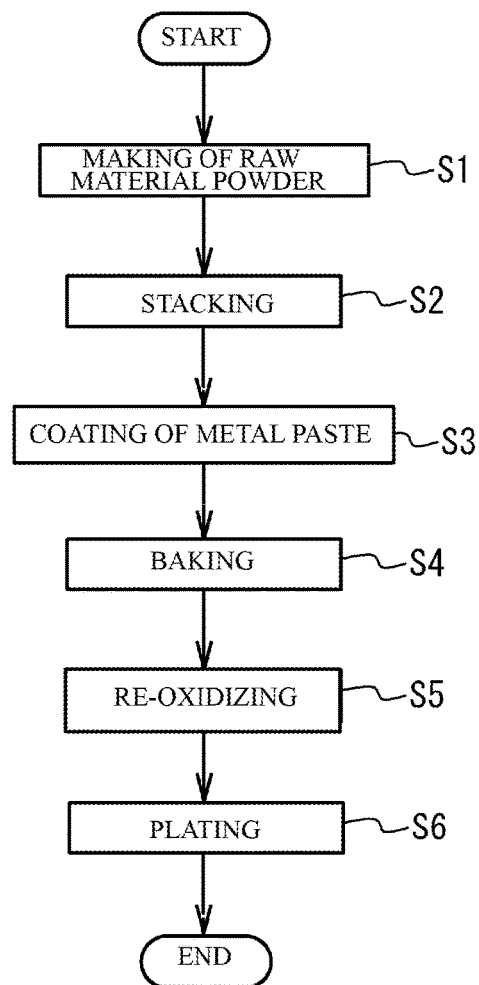 START
MAKING OF RAW
MATERIAL POWDER
S1
STACKING
S2
COATING OF METAL PASTE
S3
BAKING
S4
RE-OXIDIZING
S5
PLATING
S6
END